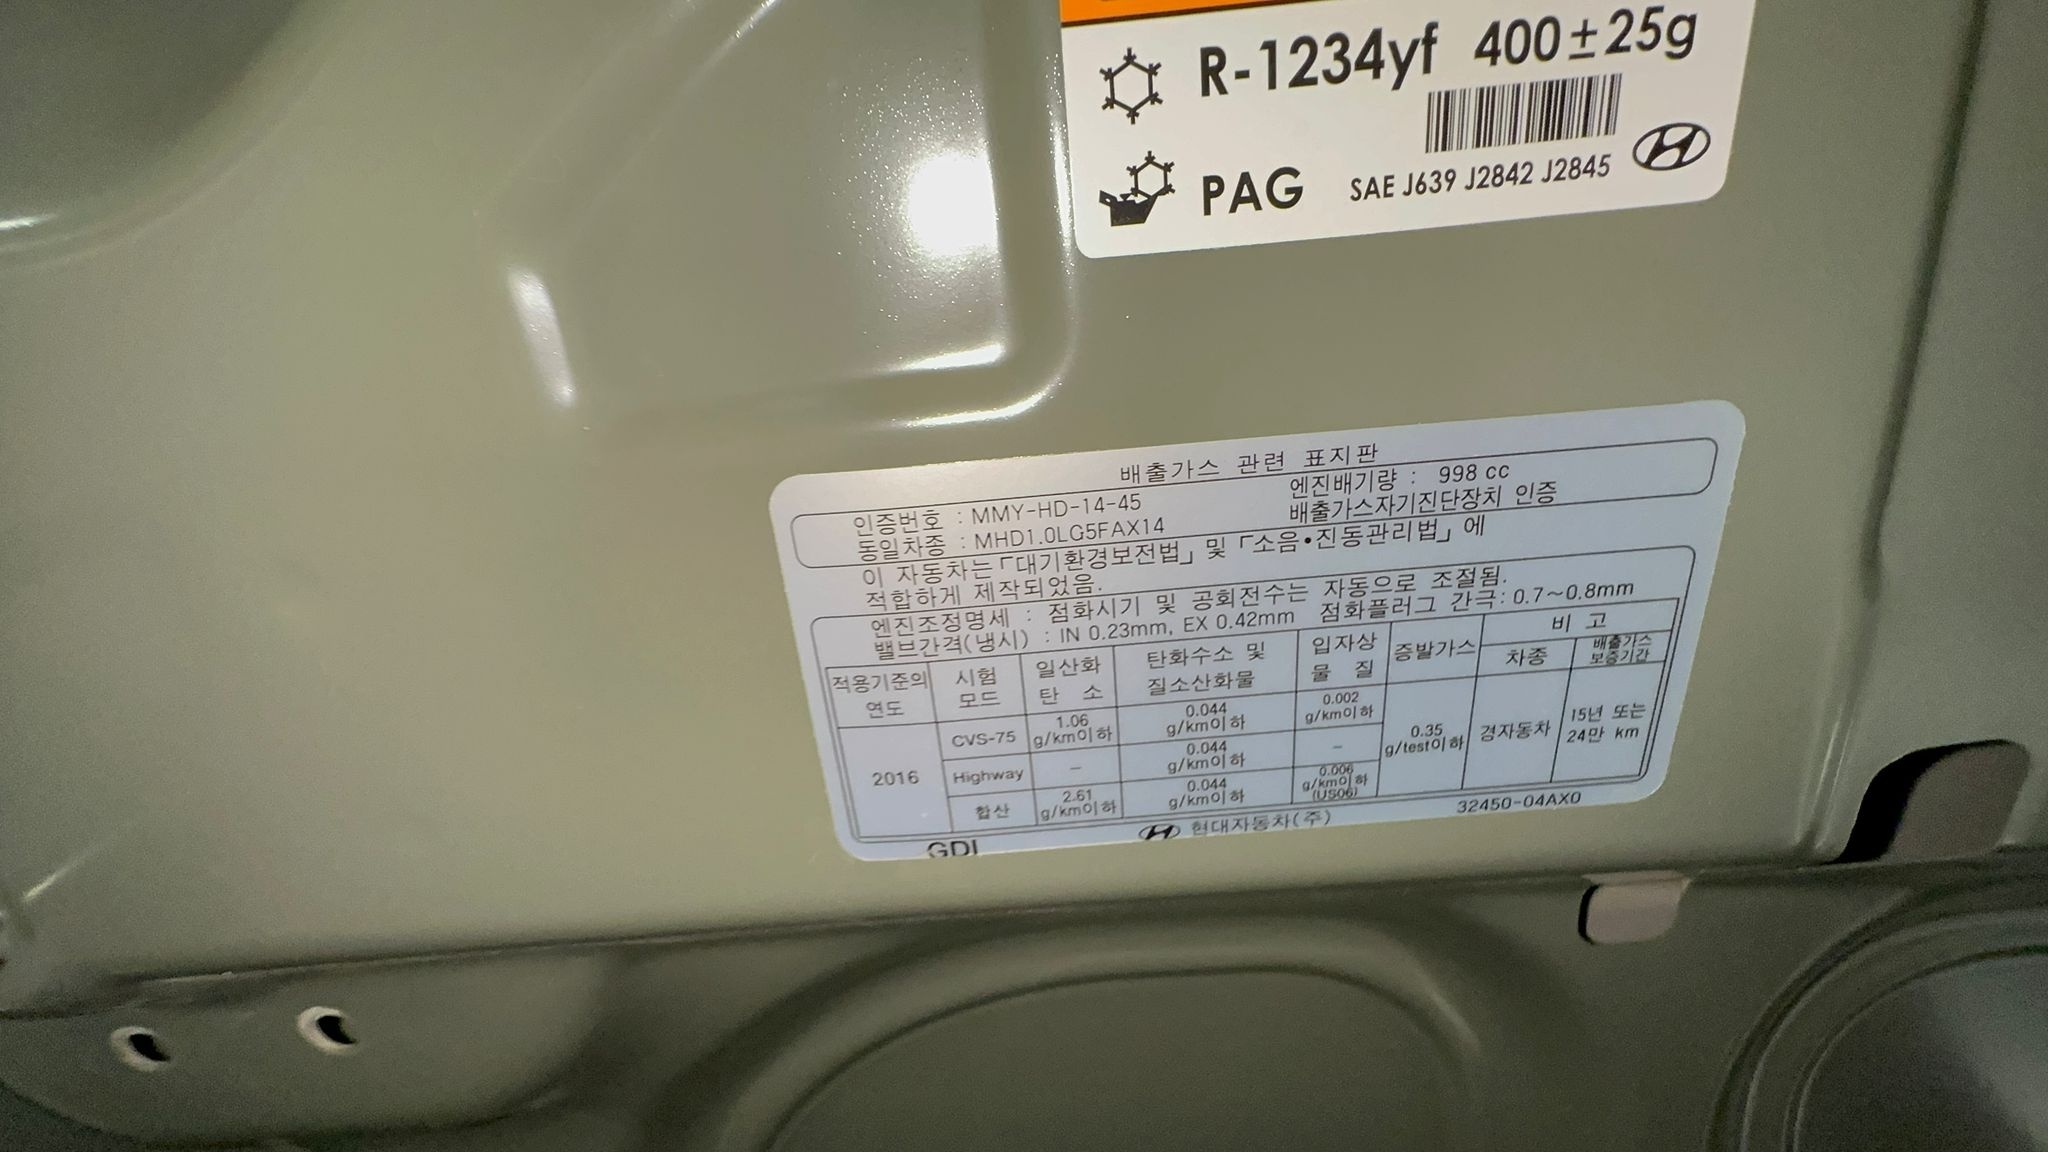 R-1234yf 400±25g
PAG SAE J639 J2842 J2845
배출가스 관련 표지판
인증번호 : MMY-HD-14-45 엔진배기량 : 998 cc
동일차종 : MHD1.0LG5FAX14 배출가스자기진단장치 인증
이 자동차는「대기환경보전법」및「소음•진동관리법」에
적합하게 제작되었음.
엔진조정명세 : 점화시기 및 공회전수는 자동으로 조절됨.
밸브간격(냉시) : IN 0.23mm, EX 0.42mm 점화플러그 간극: 0.7~0.8mm
적용기준의 연도 시험 모드 일산화 탄 소 탄화수소 및 질소산화물 입자상 물 질 증발가스 비 고
차종 배출가스 보증기간
2016 CVS-75 1.06 g/km이하 0.044 g/km이하 0.002 g/km이하 0.35 g/test이하 경자동차 15년 또는 24만 km
Highway - 0.044 g/km이하 -
합산 2.61 g/km이하 0.044 g/km이하 0.006 g/km이하 (US06)
GDI 현대자동차(주) 32450-04AX0